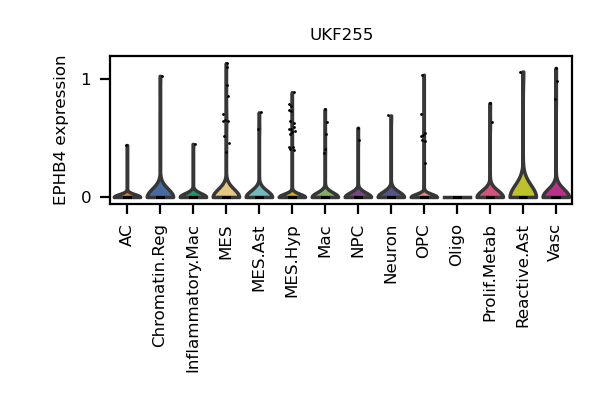 UKF255
EPHB4 expression
1
0
AC
Chromatin.Reg
Inflammatory.Mac
MES
MES.Ast
MES.Hyp
Mac
NPC
Neuron
OPC
Oligo
Prolif.Metab
Reactive.Ast
Vasc